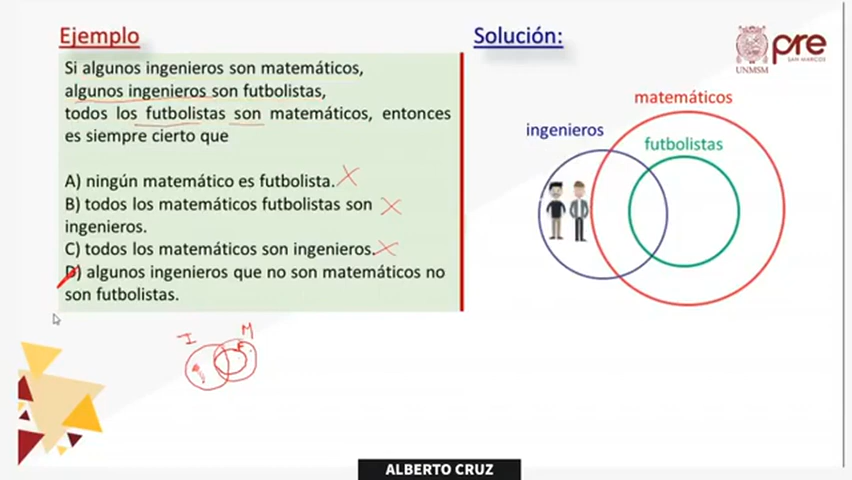 Ejemplo
Si algunos ingenieros son matemáticos,
algunos ingenieros son futbolistas,
todos los futbolistas son matemáticos, entonces
es siempre cierto que
A) ningún matemático es futbolista.
B) todos los matemáticos futbolistas son
ingenieros.
C) todos los matemáticos son ingenieros.
D) algunos ingenieros que no son matemáticos no
son futbolistas.
I
M
F
Solución:
UNMSM
pre
SAN MARCOS
matemáticos
ingenieros
futbolistas
ALBERTO CRUZ